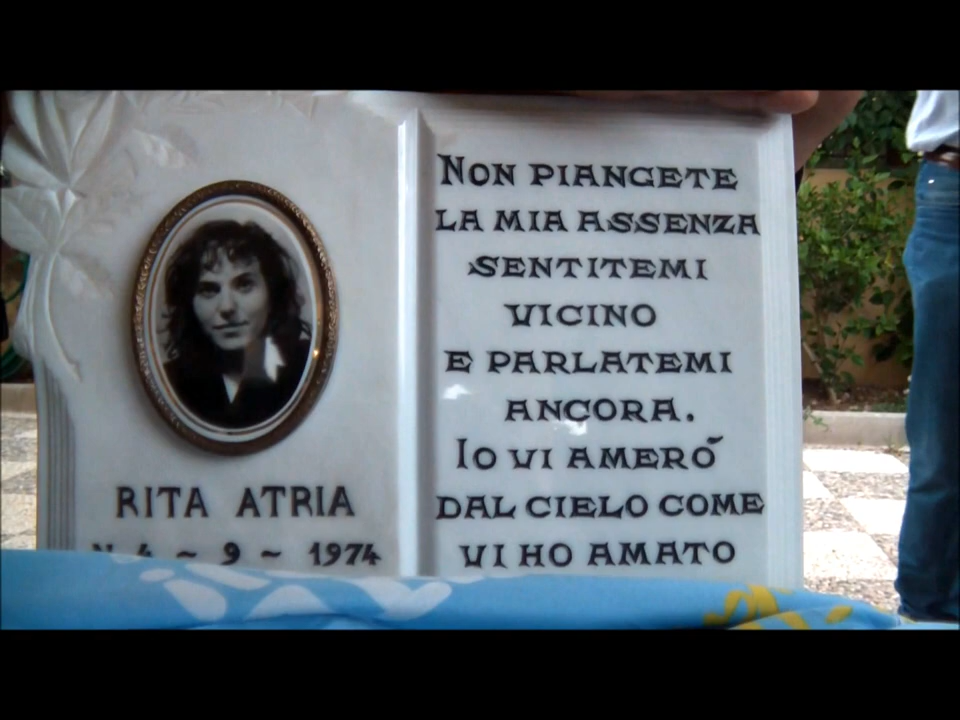 RITA ATRIA
N. 4 ~ 9 ~ 1974
NON PIANGETE
LA MIA ASSENZA
SENTITEMI
VICINO
E PARLATEMI
ANCORA.
IO VI AMERÓ
DAL CIELO COME
VI HO AMATO